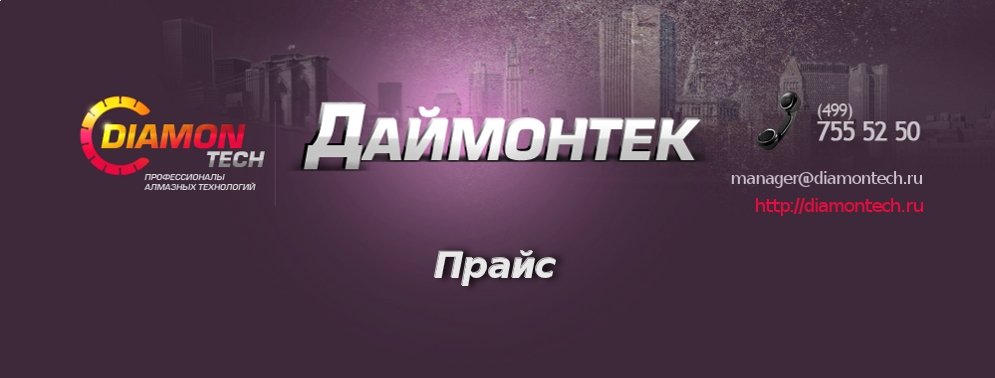 DIAMON
TECH
ПРОФЕССИОНАЛЫ
АЛМАЗНЫХ ТЕХНОЛОГИЙ
ДАЙМОНТЕК
(499)
755 52 50
manager@diamontech.ru
http://diamontech.ru
Прайс